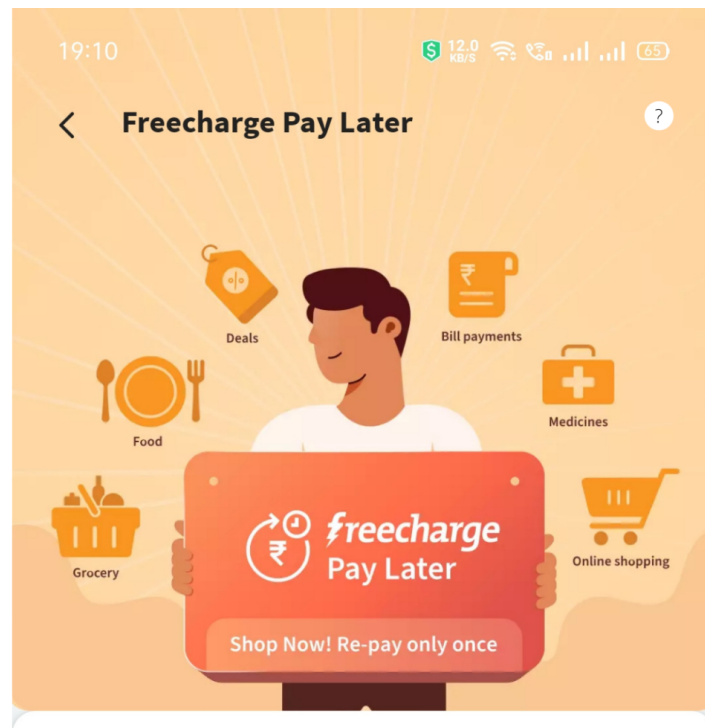 19:10
12.0
KB/S
65
Freecharge Pay Later
?
Deals
Bill payments
Food
Medicines
Grocery
Online shopping
freecharge
Pay Later
Shop Now! Re-pay only once